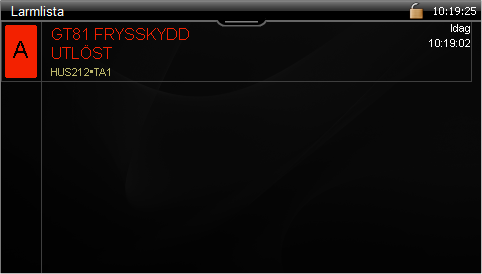 Larmlista 10:19:25
A GT81 FRYSSKYDD Idag
UTLÖST 10:19:02
HUS212•TA1